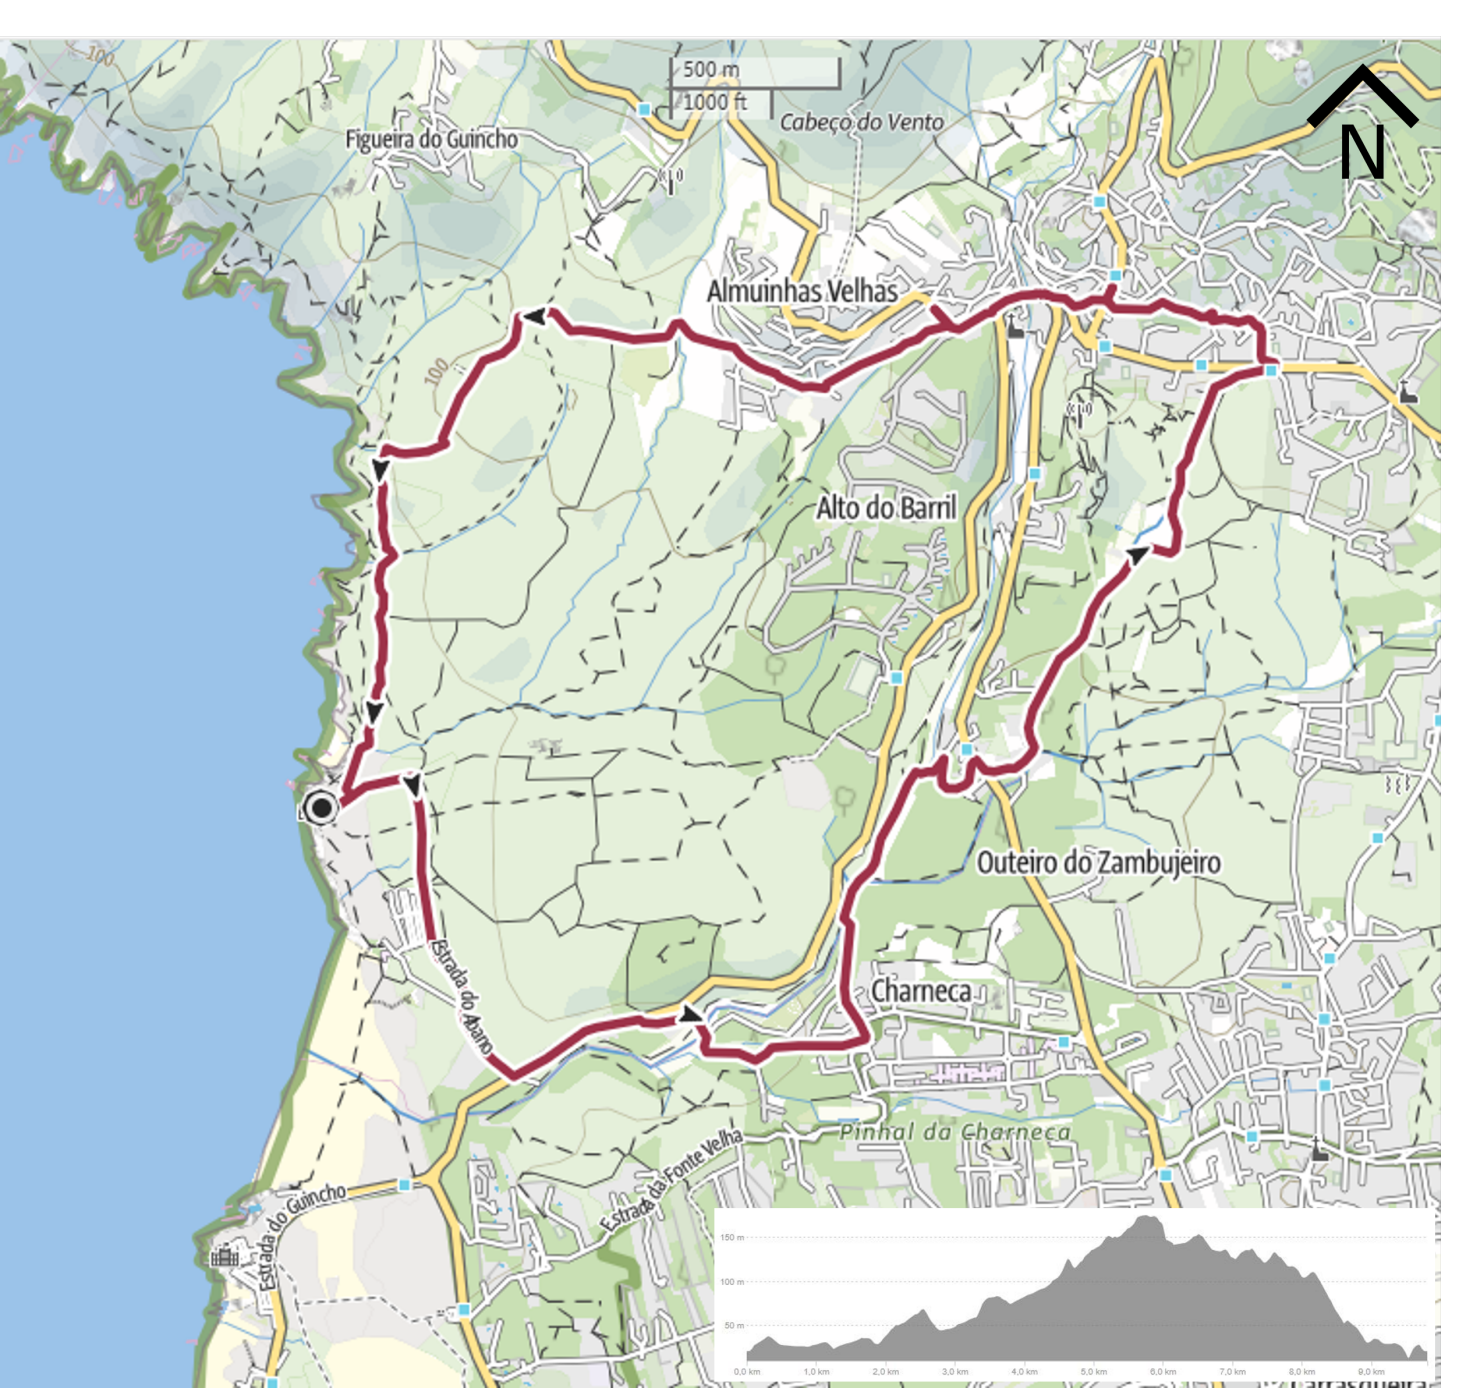 100
500 m
1000 ft
Cabeço do Vento
N
Figueira do Guincho
Almuinhas Velhas
100
Alto do Barril
Outeiro do Zambujeiro
Estrada do Abano
Charneca
Pinhal da Charneca
Estrada da Fonte Velha
Estrada do Guincho
150 m
100 m
50 m
0,0 km 1,0 km 2,0 km 3,0 km 4,0 km 5,0 km 6,0 km 7,0 km 8,0 km 9,0 km